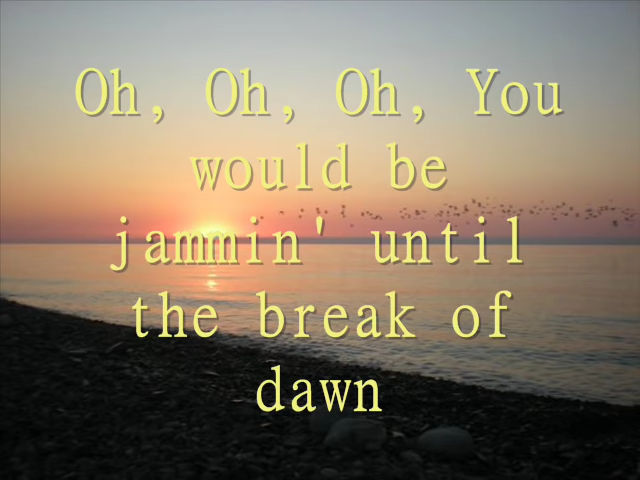 Oh, Oh, Oh, You
would be
jammin' until
the break of
dawn